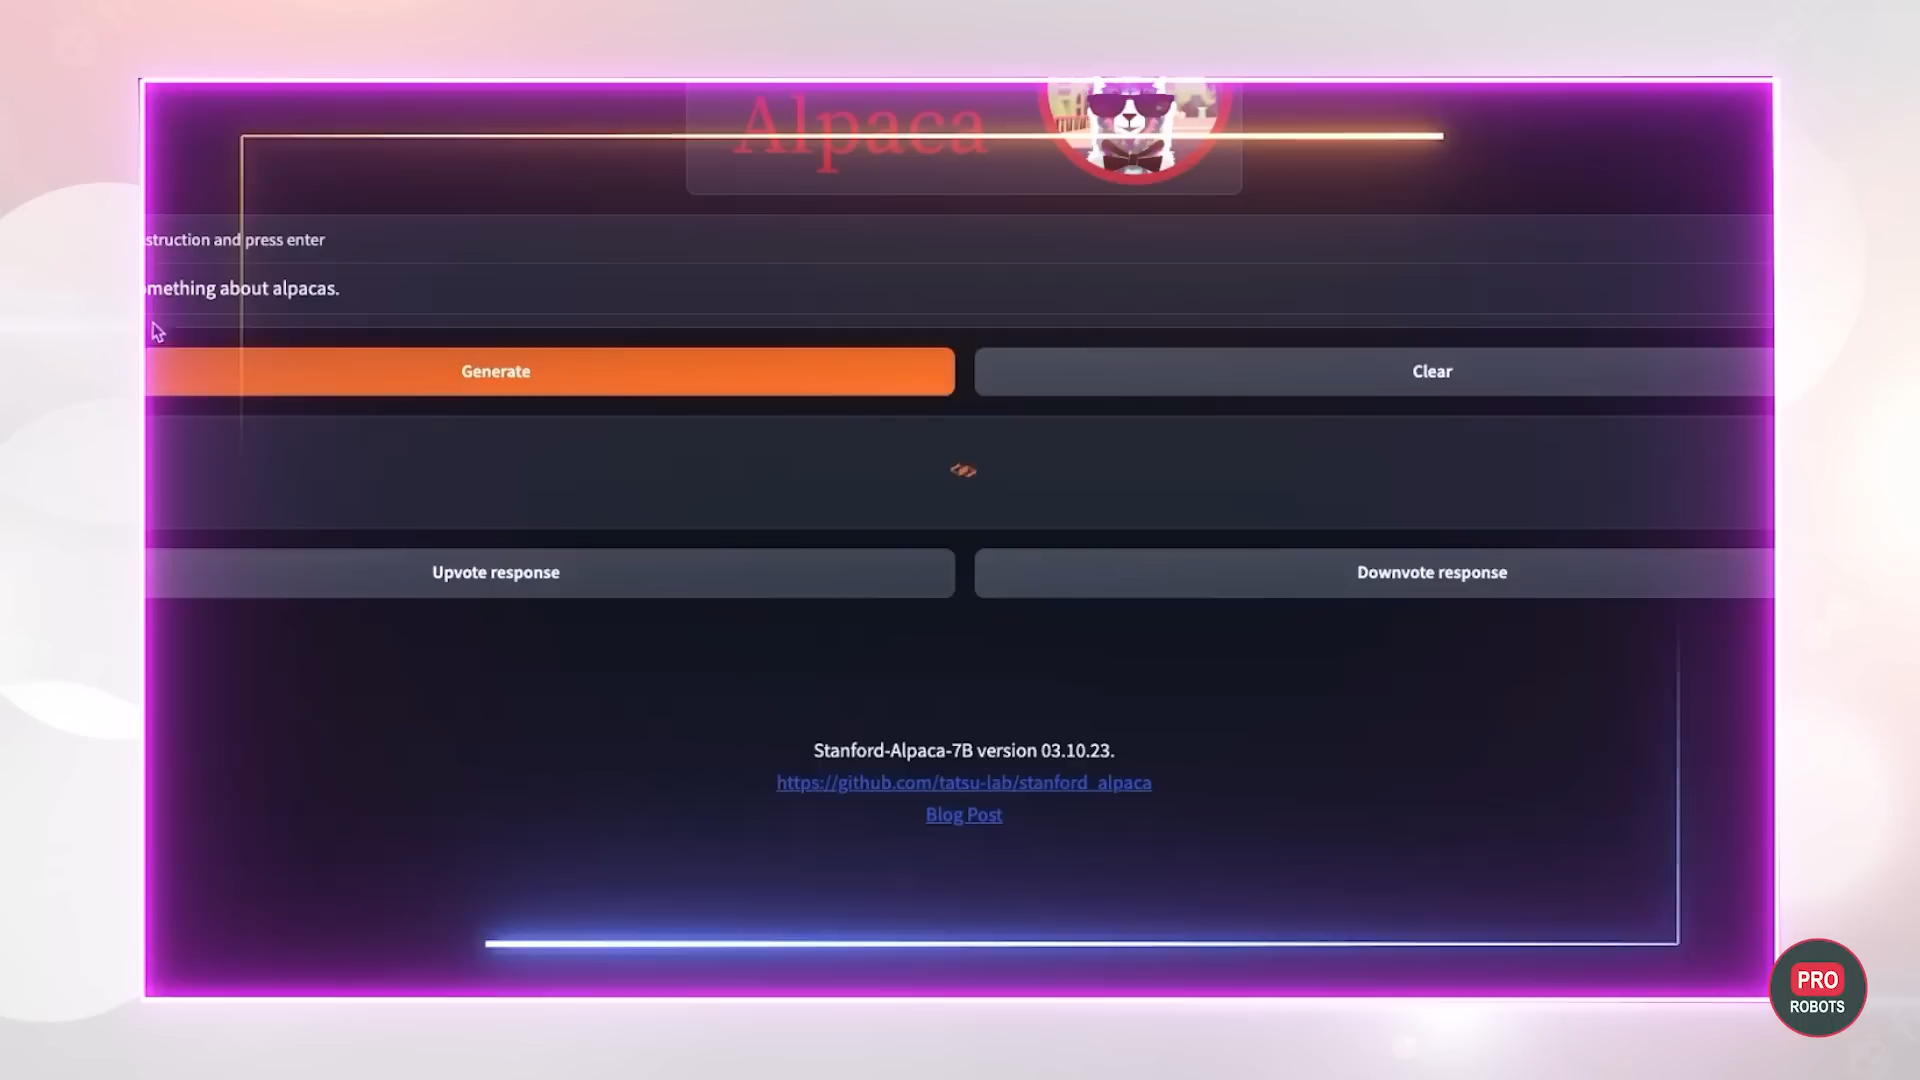 Alpaca
struction and press enter
omething about alpacas.
Generate
Clear
Upvote response
Downvote response
Stanford-Alpaca-7B version 03.10.23.
https://github.com/tatsu-lab/stanford_alpaca
Blog Post
PRO
ROBOTS